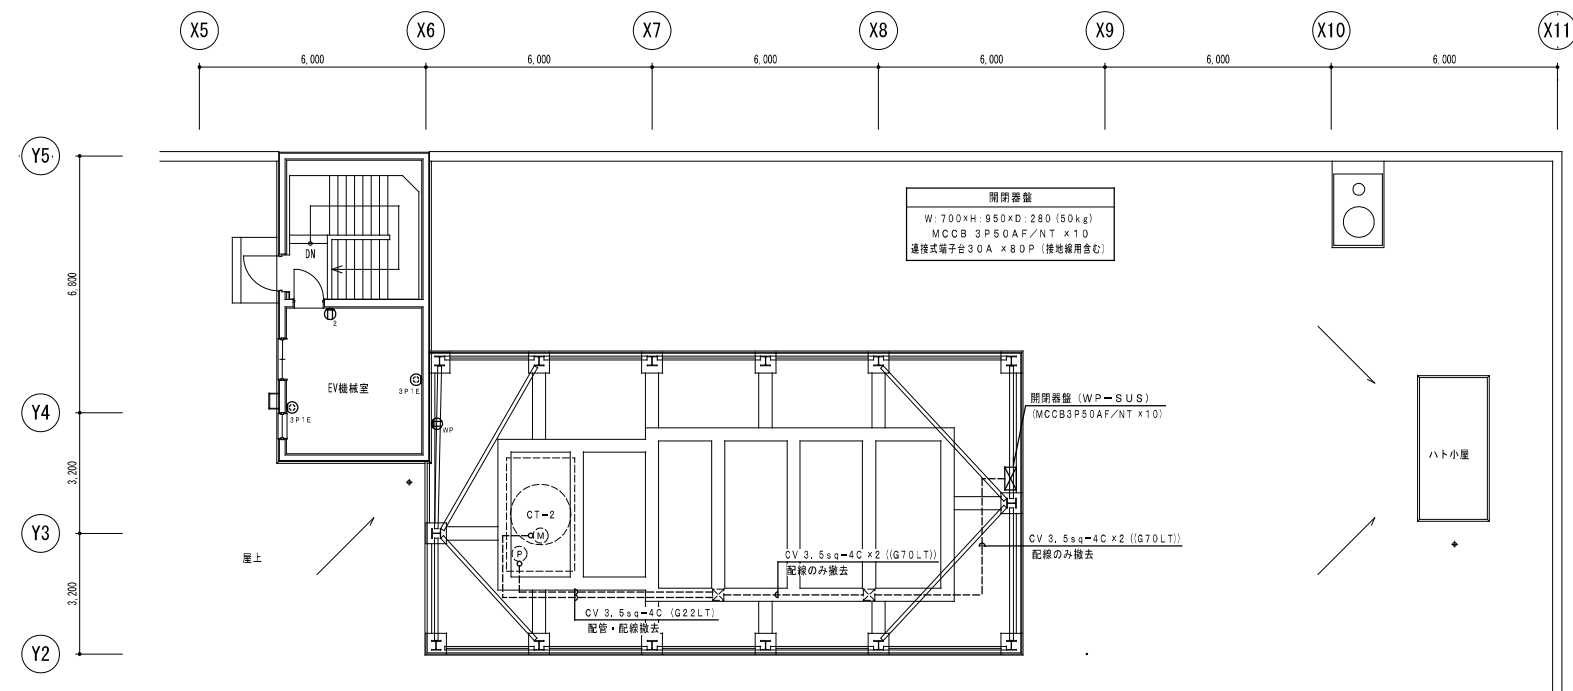 X5
X6
X7
X8
X9
X10
X11
6,000
6,000
6,000
6,000
6,000
6,000
Y5
6,800
Y4
3,200
Y3
3,200
Y2
開閉器盤
W:700×H:950×D:280(50kg)
MCCB 3P50AF/NT ×10
連接式端子台30A ×80P(接地線用含む)
DN
2
EV機械室
3P1E
3P1E
WP
開閉器盤(WP-SUS)
(MCCB3P50AF/NT×10)
ハト小屋
CT-2
M
P
屋上
CV 3.5sq-4C×2((G70LT))
配線のみ撤去
CV 3.5sq-4C×2((G70LT))
配線のみ撤去
CV 3.5sq-4C(G22LT)
配管・配線撤去